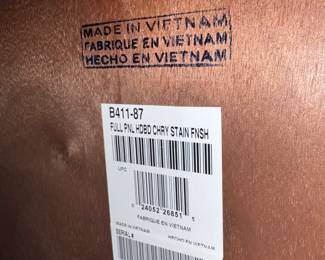 MADE IN VIETNAM
FABRIQUE EN VIETNAM
HECHO EN VIETNAM
B411-87
FULL PNL HDBD CHRY STAIN FNSH
UPC
0 24052 26851 5
FABRIQUE EN VIETNAM
MADE IN VIETNAM HECHO EN VIETNAM
SERIAL#